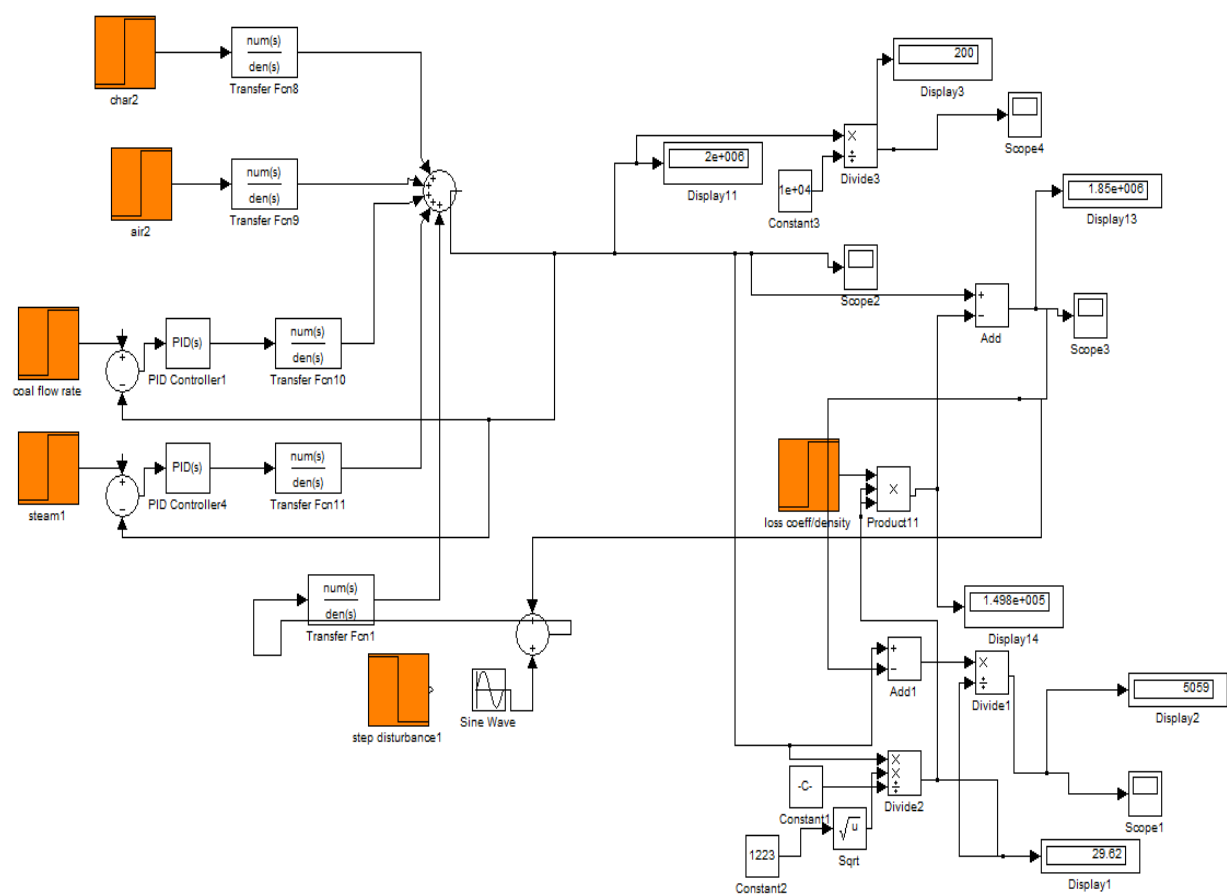 num(s)
den(s)
Transfer Fcn8
char2
200
Display3
Scope4
×
÷
Divide3
2e+006
Display11
1e+04
Constant3
num(s)
den(s)
Transfer Fcn9
air2
+
+
+
+
+
1.85e+006
Display13
Scope2
+
−
Add
Scope3
coal flow rate
+
−
PID(s)
PID Controller1
num(s)
den(s)
Transfer Fcn10
steam1
+
−
PID(s)
PID Controller4
num(s)
den(s)
Transfer Fcn11
loss coeff/density
×
Product11
num(s)
den(s)
Transfer Fcn1
+
+
1.498e+005
Display14
step disturbance1
Sine Wave
+
−
Add1
×
÷
Divide1
5059
Display2
-C-
Constant1
×
×
÷
Divide2
Scope1
1223
Constant2
√u
Sqrt
29.62
Display1